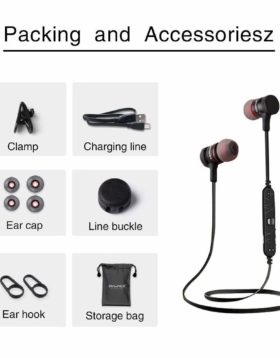 Packing and Accessoriesz
Clamp
Charging line
Ear cap
Line buckle
Ear hook
Storage bag